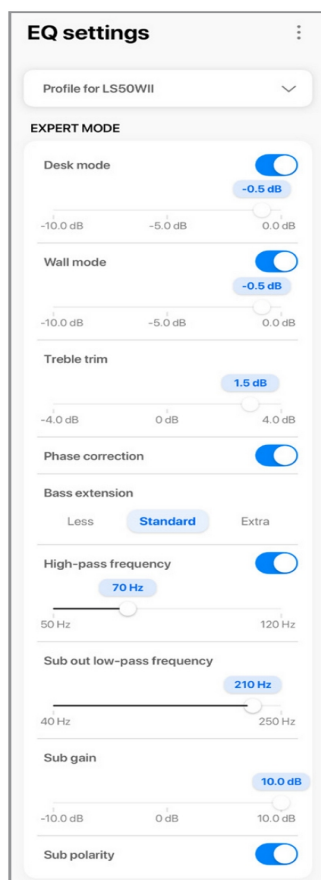 EQ settings
Profile for LS50WII
EXPERT MODE
Desk mode
-0.5 dB
-10.0 dB -5.0 dB 0.0 dB
Wall mode
-0.5 dB
-10.0 dB -5.0 dB 0.0 dB
Treble trim
1.5 dB
-4.0 dB 0 dB 4.0 dB
Phase correction
Bass extension
Less Standard Extra
High-pass frequency
70 Hz
50 Hz 120 Hz
Sub out low-pass frequency
210 Hz
40 Hz 250 Hz
Sub gain
10.0 dB
-10.0 dB 0 dB 10.0 dB
Sub polarity